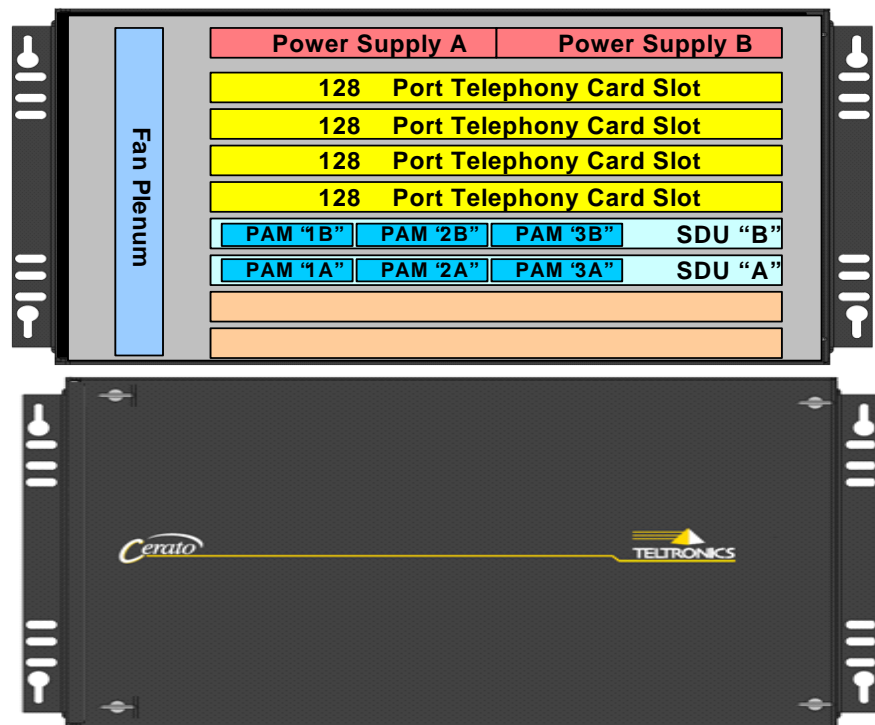 Power Supply A Power Supply B
128 Port Telephony Card Slot
128 Port Telephony Card Slot
128 Port Telephony Card Slot
128 Port Telephony Card Slot
Fan Plenum
PAM “1B” PAM “2B” PAM “3B” SDU “B”
PAM “1A” PAM “2A” PAM “3A” SDU “A”
Cerato
TELTRONICS